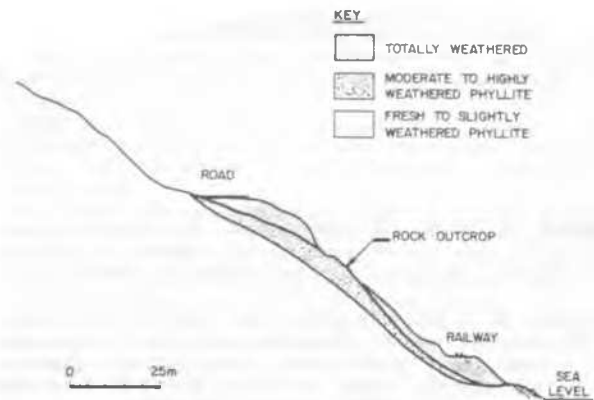 KEY
TOTALLY WEATHERED
MODERATE TO HIGHLY
WEATHERED PHYLLITE
FRESH TO SLIGHTLY
WEATHERED PHYLLITE
ROAD
ROCK OUTCROP
RAILWAY
0 25m
SEA
LEVEL